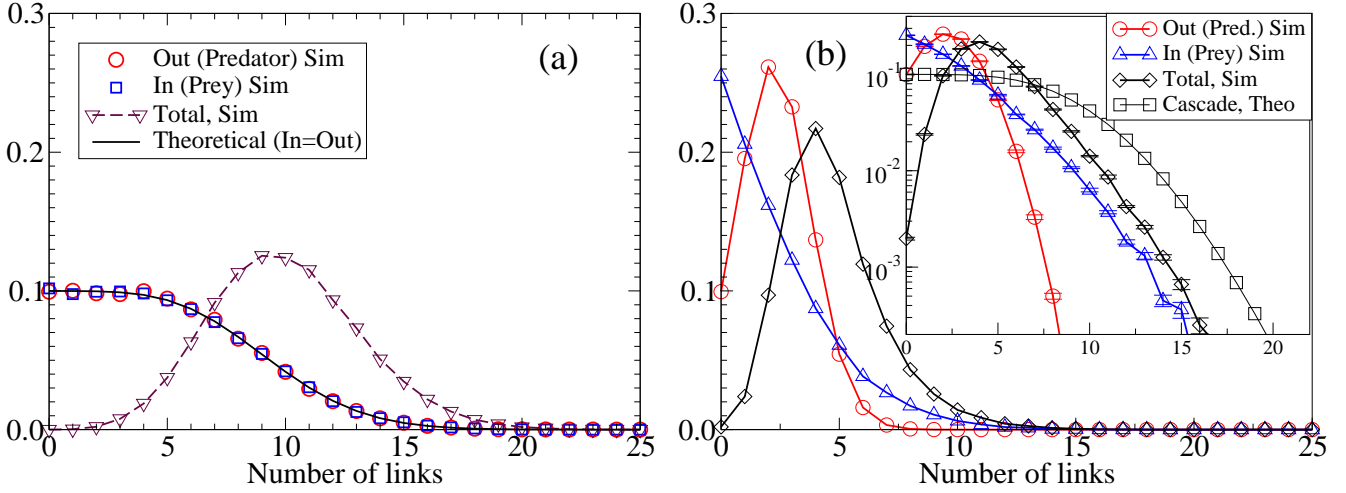 0.3
0.2
0.1
0.0
0
5
10
15
20
25
Number of links
(a)
Out (Predator) Sim
In (Prey) Sim
Total, Sim
Theoretical (In=Out)
0.3
0.2
0.1
0.0
0
5
10
15
20
25
Number of links
(b)
10^-1
10^-2
10^-3
0
5
10
15
20
Out (Pred.) Sim
In (Prey) Sim
Total, Sim
Cascade, Theo